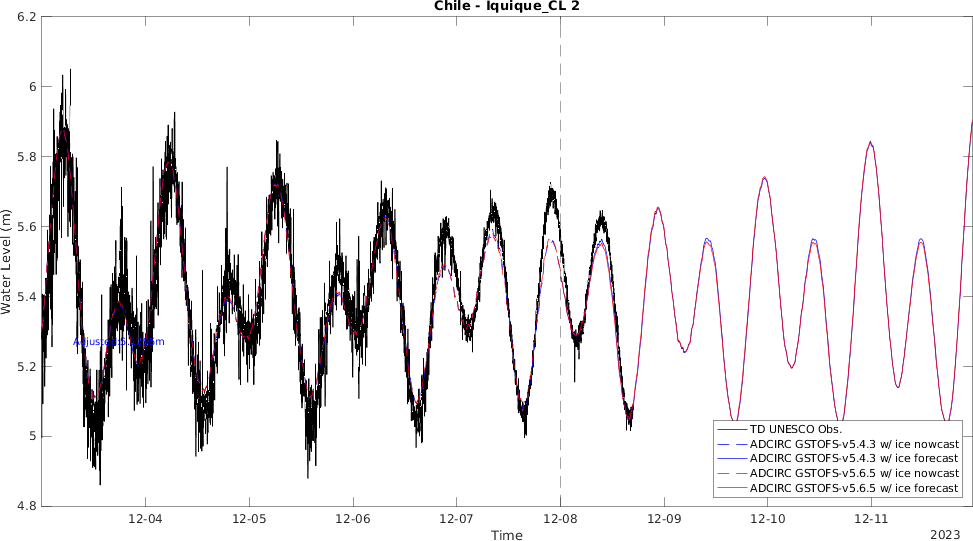 Chile - Iquique_CL 2
Water Level (m)
6.2
6
5.8
5.6
5.4
5.2
5
4.8
12-04
12-05
12-06
12-07
12-08
12-09
12-10
12-11
Time
2023
TD UNESCO Obs.
ADCIRC GSTOFS-v5.4.3 w/ ice nowcast
ADCIRC GSTOFS-v5.4.3 w/ ice forecast
ADCIRC GSTOFS-v5.6.5 w/ ice nowcast
ADCIRC GSTOFS-v5.6.5 w/ ice forecast